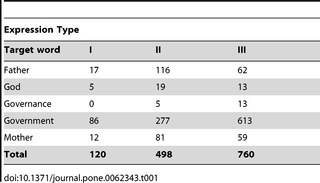 Expression Type
Target word I II III
Father 17 116 62
God 5 19 13
Governance 0 5 13
Government 86 277 613
Mother 12 81 59
Total 120 498 760
doi:10.1371/journal.pone.0062343.t001